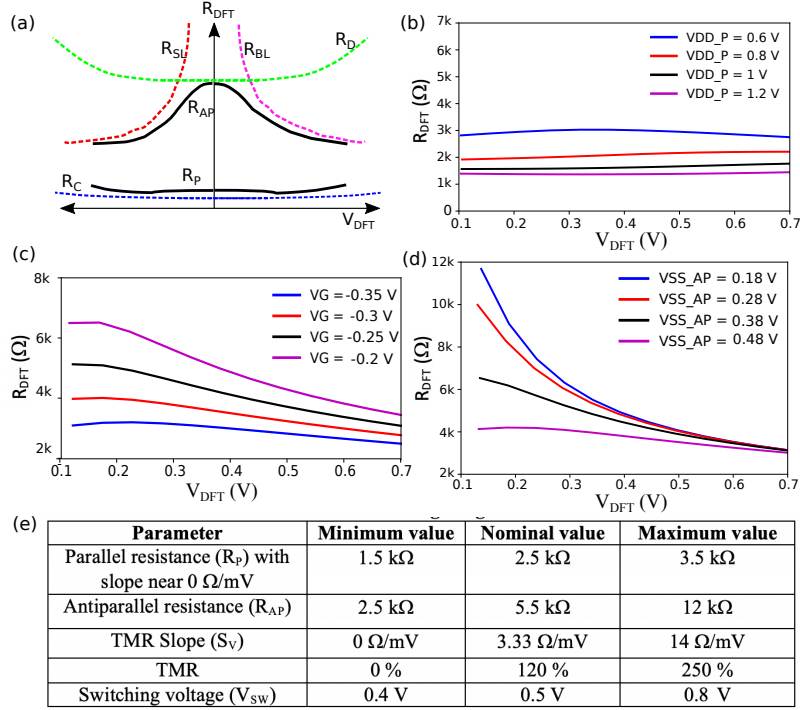 (a)
R_DFT
R_SL
R_BL
R_D
R_AP
R_C
R_P
V_DFT
(b)
7k
6k
5k
4k
3k
2k
1k
0
R_DFT (Ω)
VDD_P = 0.6 V
VDD_P = 0.8 V
VDD_P = 1 V
VDD_P = 1.2 V
0.1 0.2 0.3 0.4 0.5 0.6 0.7
V_DFT (V)
(c)
8k
6k
4k
2k
R_DFT (Ω)
VG = -0.35 V
VG = -0.3 V
VG = -0.25 V
VG = -0.2 V
0.1 0.2 0.3 0.4 0.5 0.6 0.7
V_DFT (V)
(d)
12k
10k
8k
6k
4k
2k
R_DFT (Ω)
VSS_AP = 0.18 V
VSS_AP = 0.28 V
VSS_AP = 0.38 V
VSS_AP = 0.48 V
0.1 0.2 0.3 0.4 0.5 0.6 0.7
V_DFT (V)
(e)
Parameter Minimum value Nominal value Maximum value
Parallel resistance (R_P) with
slope near 0 Ω/mV 1.5 kΩ 2.5 kΩ 3.5 kΩ
Antiparallel resistance (R_AP) 2.5 kΩ 5.5 kΩ 12 kΩ
TMR Slope (S_V) 0 Ω/mV 3.33 Ω/mV 14 Ω/mV
TMR 0 % 120 % 250 %
Switching voltage (V_SW) 0.4 V 0.5 V 0.8 V